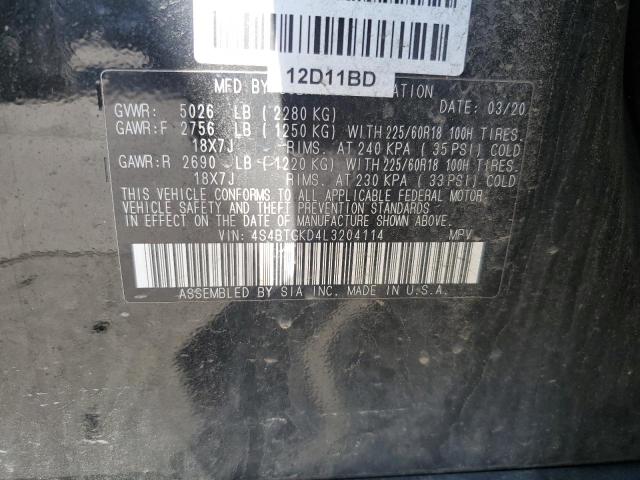 12D11BD
MFD BY ATION
GVWR: 5026 LB (2280 KG) DATE: 03/20
GAWR:F 2756 LB (1250 KG) WITH 225/60R18 100H TIRES
18X7J RIMS. AT 240 KPA (35 PSI) COLD
GAWR:R 2690 LB (1220 KG) WITH 225/60R18 100H TIRES
18X7J RIMS. AT 230 KPA (33 PSI) COLD
THIS VEHICLE CONFORMS TO ALL APPLICABLE FEDERAL MOTOR
VEHICLE SAFETY AND THEFT PREVENTION STANDARDS
IN EFFECT ON THE DATE OF MANUFACTURE SHOWN ABOVE.
VIN: 4S4BTGKD4L3204114 MPV
ASSEMBLED BY SIA INC. MADE IN U.S.A.